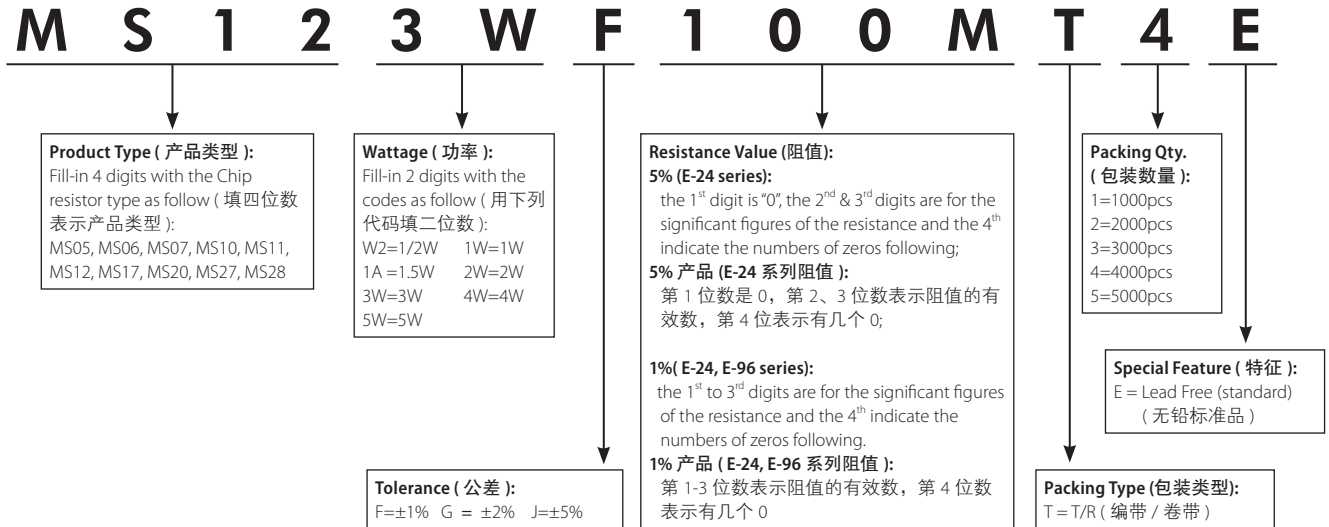 M S 1 2 3 W F 1 0 0 M T 4 E
Product Type ( 产品类型 ):
Fill-in 4 digits with the Chip
resistor type as follow ( 填四位数
表示产品类型 ):
MS05, MS06, MS07, MS10, MS11,
MS12, MS17, MS20, MS27, MS28
Wattage ( 功率 ):
Fill-in 2 digits with the
codes as follow ( 用下列
代码填二位数 ):
W2=1/2W 1W=1W
1A =1.5W 2W=2W
3W=3W 4W=4W
5W=5W
Resistance Value (阻值):
5% (E-24 series):
the 1st digit is "0", the 2nd & 3rd digits are for the
significant figures of the resistance and the 4th
indicate the numbers of zeros following;
5% 产品 (E-24 系列阻值 ):
第 1 位数是 0，第 2、3 位数表示阻值的有
效数，第 4 位表示有几个 0;
1%( E-24, E-96 series):
the 1st to 3rd digits are for the significant figures
of the resistance and the 4th indicate the
numbers of zeros following.
1% 产品 ( E-24, E-96 系列阻值 ):
第 1-3 位数表示阻值的有效数，第 4 位数
表示有几个 0
Packing Qty.
( 包装数量 ):
1=1000pcs
2=2000pcs
3=3000pcs
4=4000pcs
5=5000pcs
Special Feature ( 特征 ):
E = Lead Free (standard)
( 无铅标准品 )
Tolerance ( 公差 ):
F=±1% G = ±2% J=±5%
Packing Type (包装类型):
T = T/R ( 编带 / 卷带 )